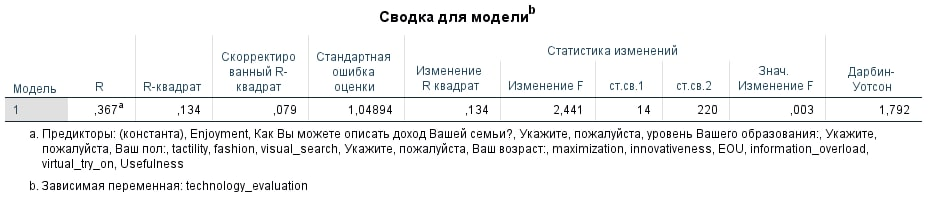 Сводка для модели b
Статистика изменений
Модель R R-квадрат Скорректиро ванный R- квадрат Стандартная ошибка оценки Изменение R квадрат Изменение F ст.св.1 ст.св.2 Знач. Изменение F Дарбин- Уотсон
1 ,367 a ,134 ,079 1,04894 ,134 2,441 14 220 ,003 1,792
a. Предикторы: (константа), Enjoyment, Как Вы можете описать доход Вашей семьи?, Укажите, пожалуйста, уровень Вашего образования:, Укажите,
пожалуйста, Ваш пол:, tactility, fashion, visual_search, Укажите, пожалуйста, Ваш возраст:, maximization, innovativeness, EOU, information_overload,
virtual_try_on, Usefulness
b. Зависимая переменная: technology_evaluation